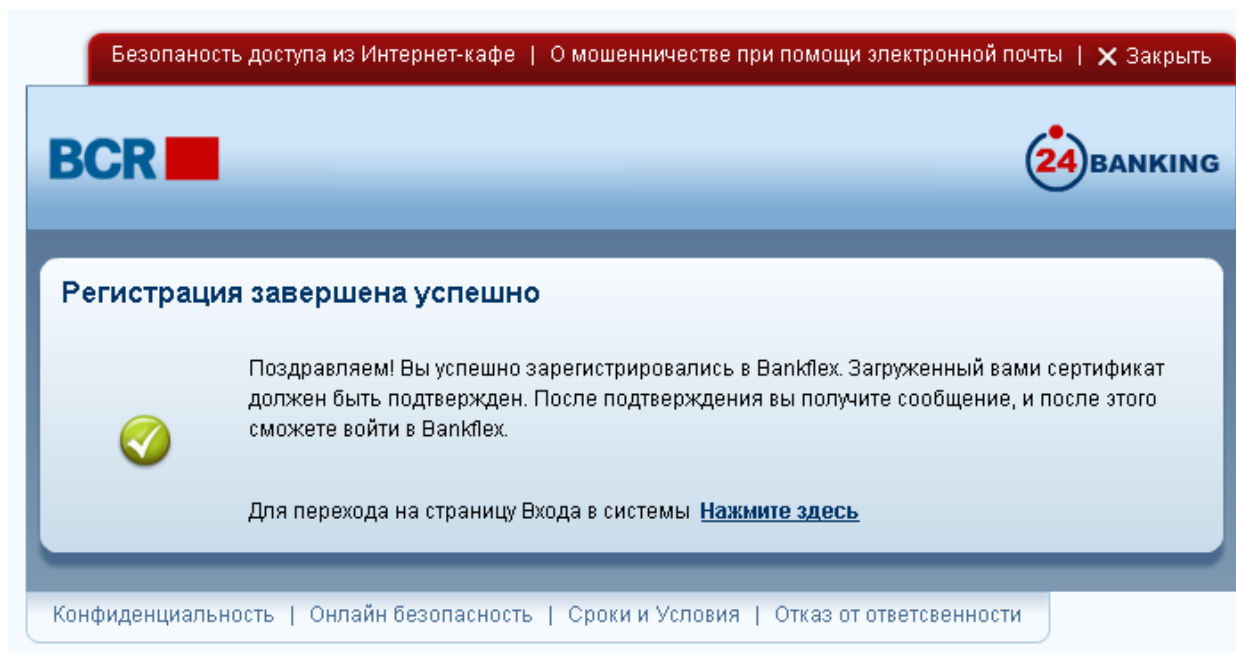 Безопаность доступа из Интернет-кафе | О мошенничестве при помощи электронной почты | X Закрыть
BCR
24 BANKING
Регистрация завершена успешно
Поздравляем! Вы успешно зарегистрировались в Bankflex. Загруженный вами сертификат
должен быть подтвержден. После подтверждения вы получите сообщение, и после этого
сможете войти в Bankflex.
Для перехода на страницу Входа в системы Нажмите здесь
Конфиденциальность | Онлайн безопасность | Сроки и Условия | Отказ от ответсвенности